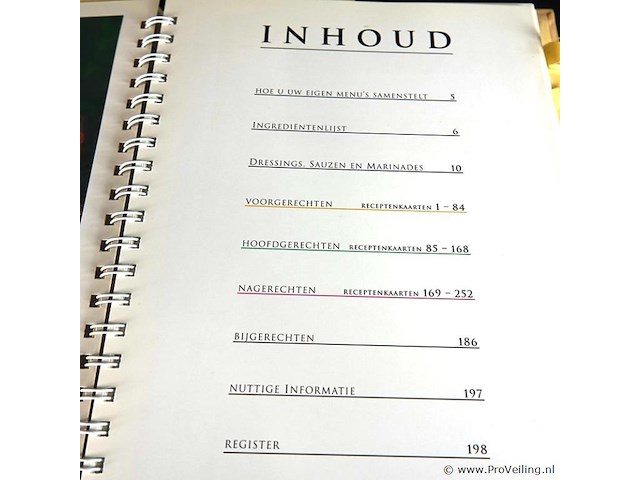 INHOUD
HOE U UW EIGEN MENU'S SAMENSTELT 5
INGREDIËNTENLIJST 6
DRESSINGS, SAUZEN EN MARINADES 10
VOORGERECHTEN RECEPTENKAARTEN 1 – 84
HOOFDGERECHTEN RECEPTENKAARTEN 85 – 168
NAGERECHTEN RECEPTENKAARTEN 169 – 252
BIJGERECHTEN 186
NUTTIGE INFORMATIE 197
REGISTER 198
© www.ProVeiling.nl